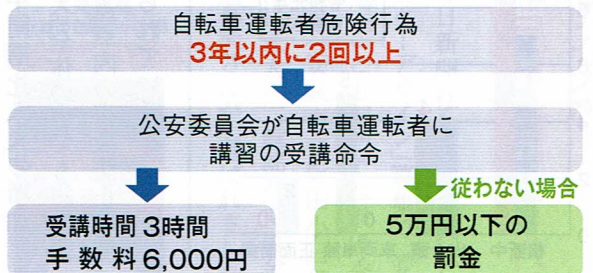 自転車運転者危険行為
3年以内に2回以上
公安委員会が自転車運転者に
講習の受講命令
従わない場合
受講時間 3時間
手数料 6,000円
5万円以下の
罰金